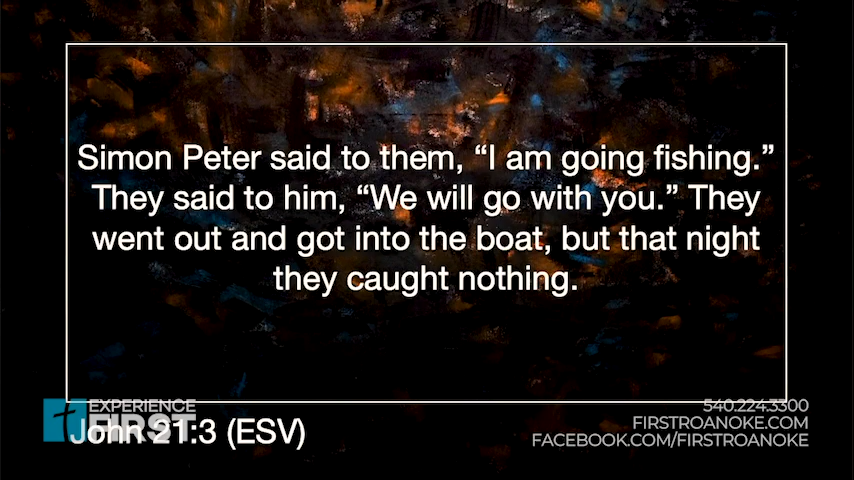 Simon Peter said to them, “I am going fishing.”
They said to him, “We will go with you.” They
went out and got into the boat, but that night
they caught nothing.
EXPERIENCE
FIRST
John 21:3 (ESV)
540.224.3300
FIRSTROANOKE.COM
FACEBOOK.COM/FIRSTROANOKE